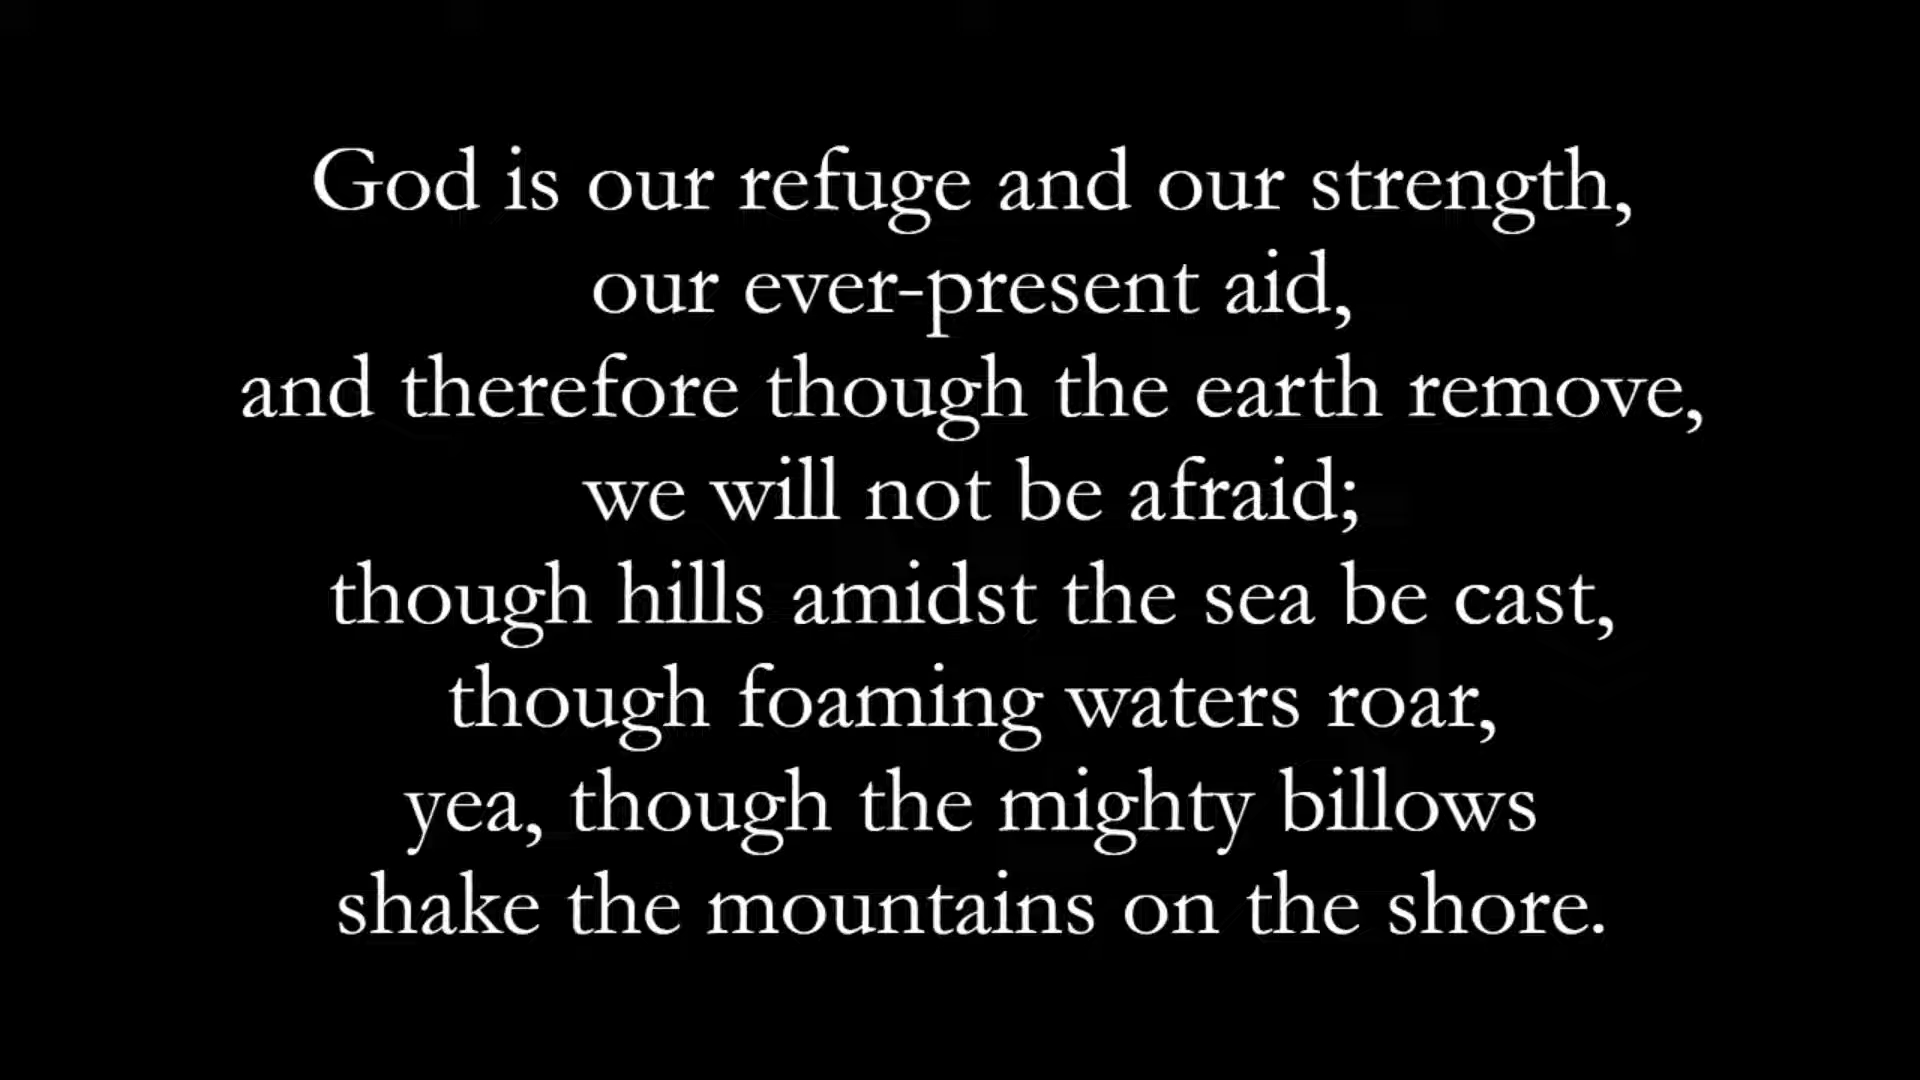 God is our refuge and our strength,
our ever-present aid,
and therefore though the earth remove,
we will not be afraid;
though hills amidst the sea be cast,
though foaming waters roar,
yea, though the mighty billows
shake the mountains on the shore.